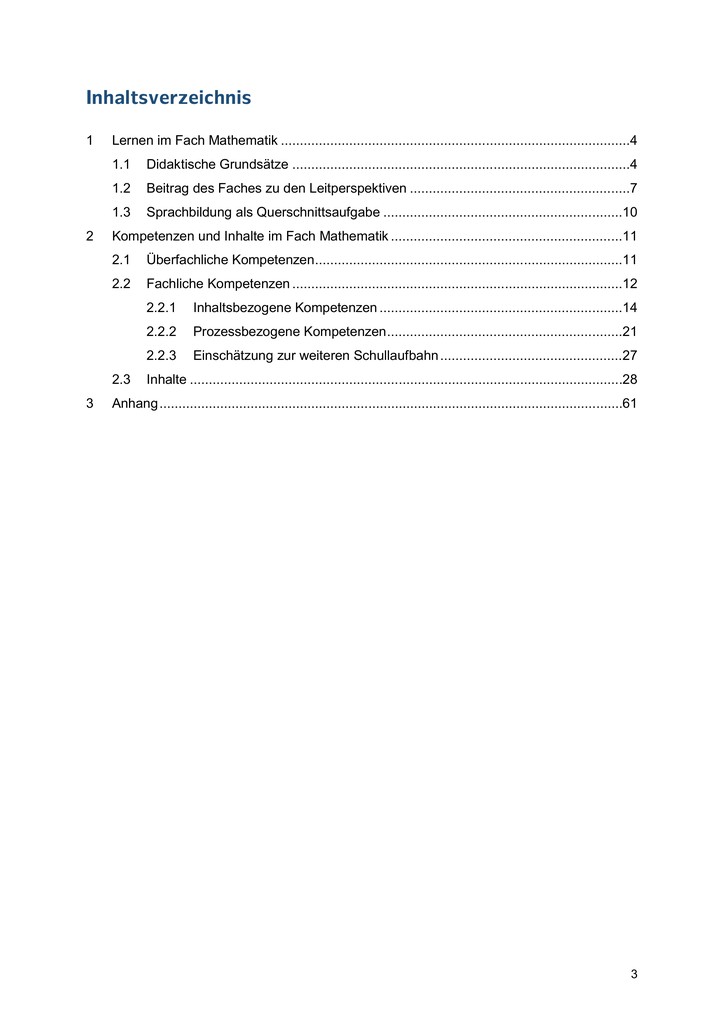 Inhaltsverzeichnis
1 Lernen im Fach Mathematik ............................................................................................4
1.1 Didaktische Grundsätze ........................................................................................4
1.2 Beitrag des Faches zu den Leitperspektiven ..........................................................7
1.3 Sprachbildung als Querschnittsaufgabe ...............................................................10
2 Kompetenzen und Inhalte im Fach Mathematik .............................................................11
2.1 Überfachliche Kompetenzen.................................................................................11
2.2 Fachliche Kompetenzen .......................................................................................12
2.2.1 Inhaltsbezogene Kompetenzen ................................................................14
2.2.2 Prozessbezogene Kompetenzen..............................................................21
2.2.3 Einschätzung zur weiteren Schullaufbahn................................................27
2.3 Inhalte ..................................................................................................................28
3 Anhang..........................................................................................................................61
3